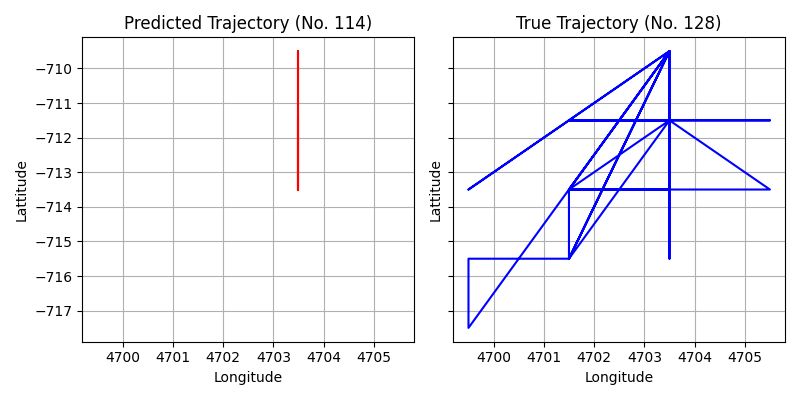 Predicted Trajectory (No. 114)
True Trajectory (No. 128)
−710
−711
−712
−713
−714
−715
−716
−717
Lattitude
Lattitude
4700 4701 4702 4703 4704 4705
4700 4701 4702 4703 4704 4705
Longitude
Longitude